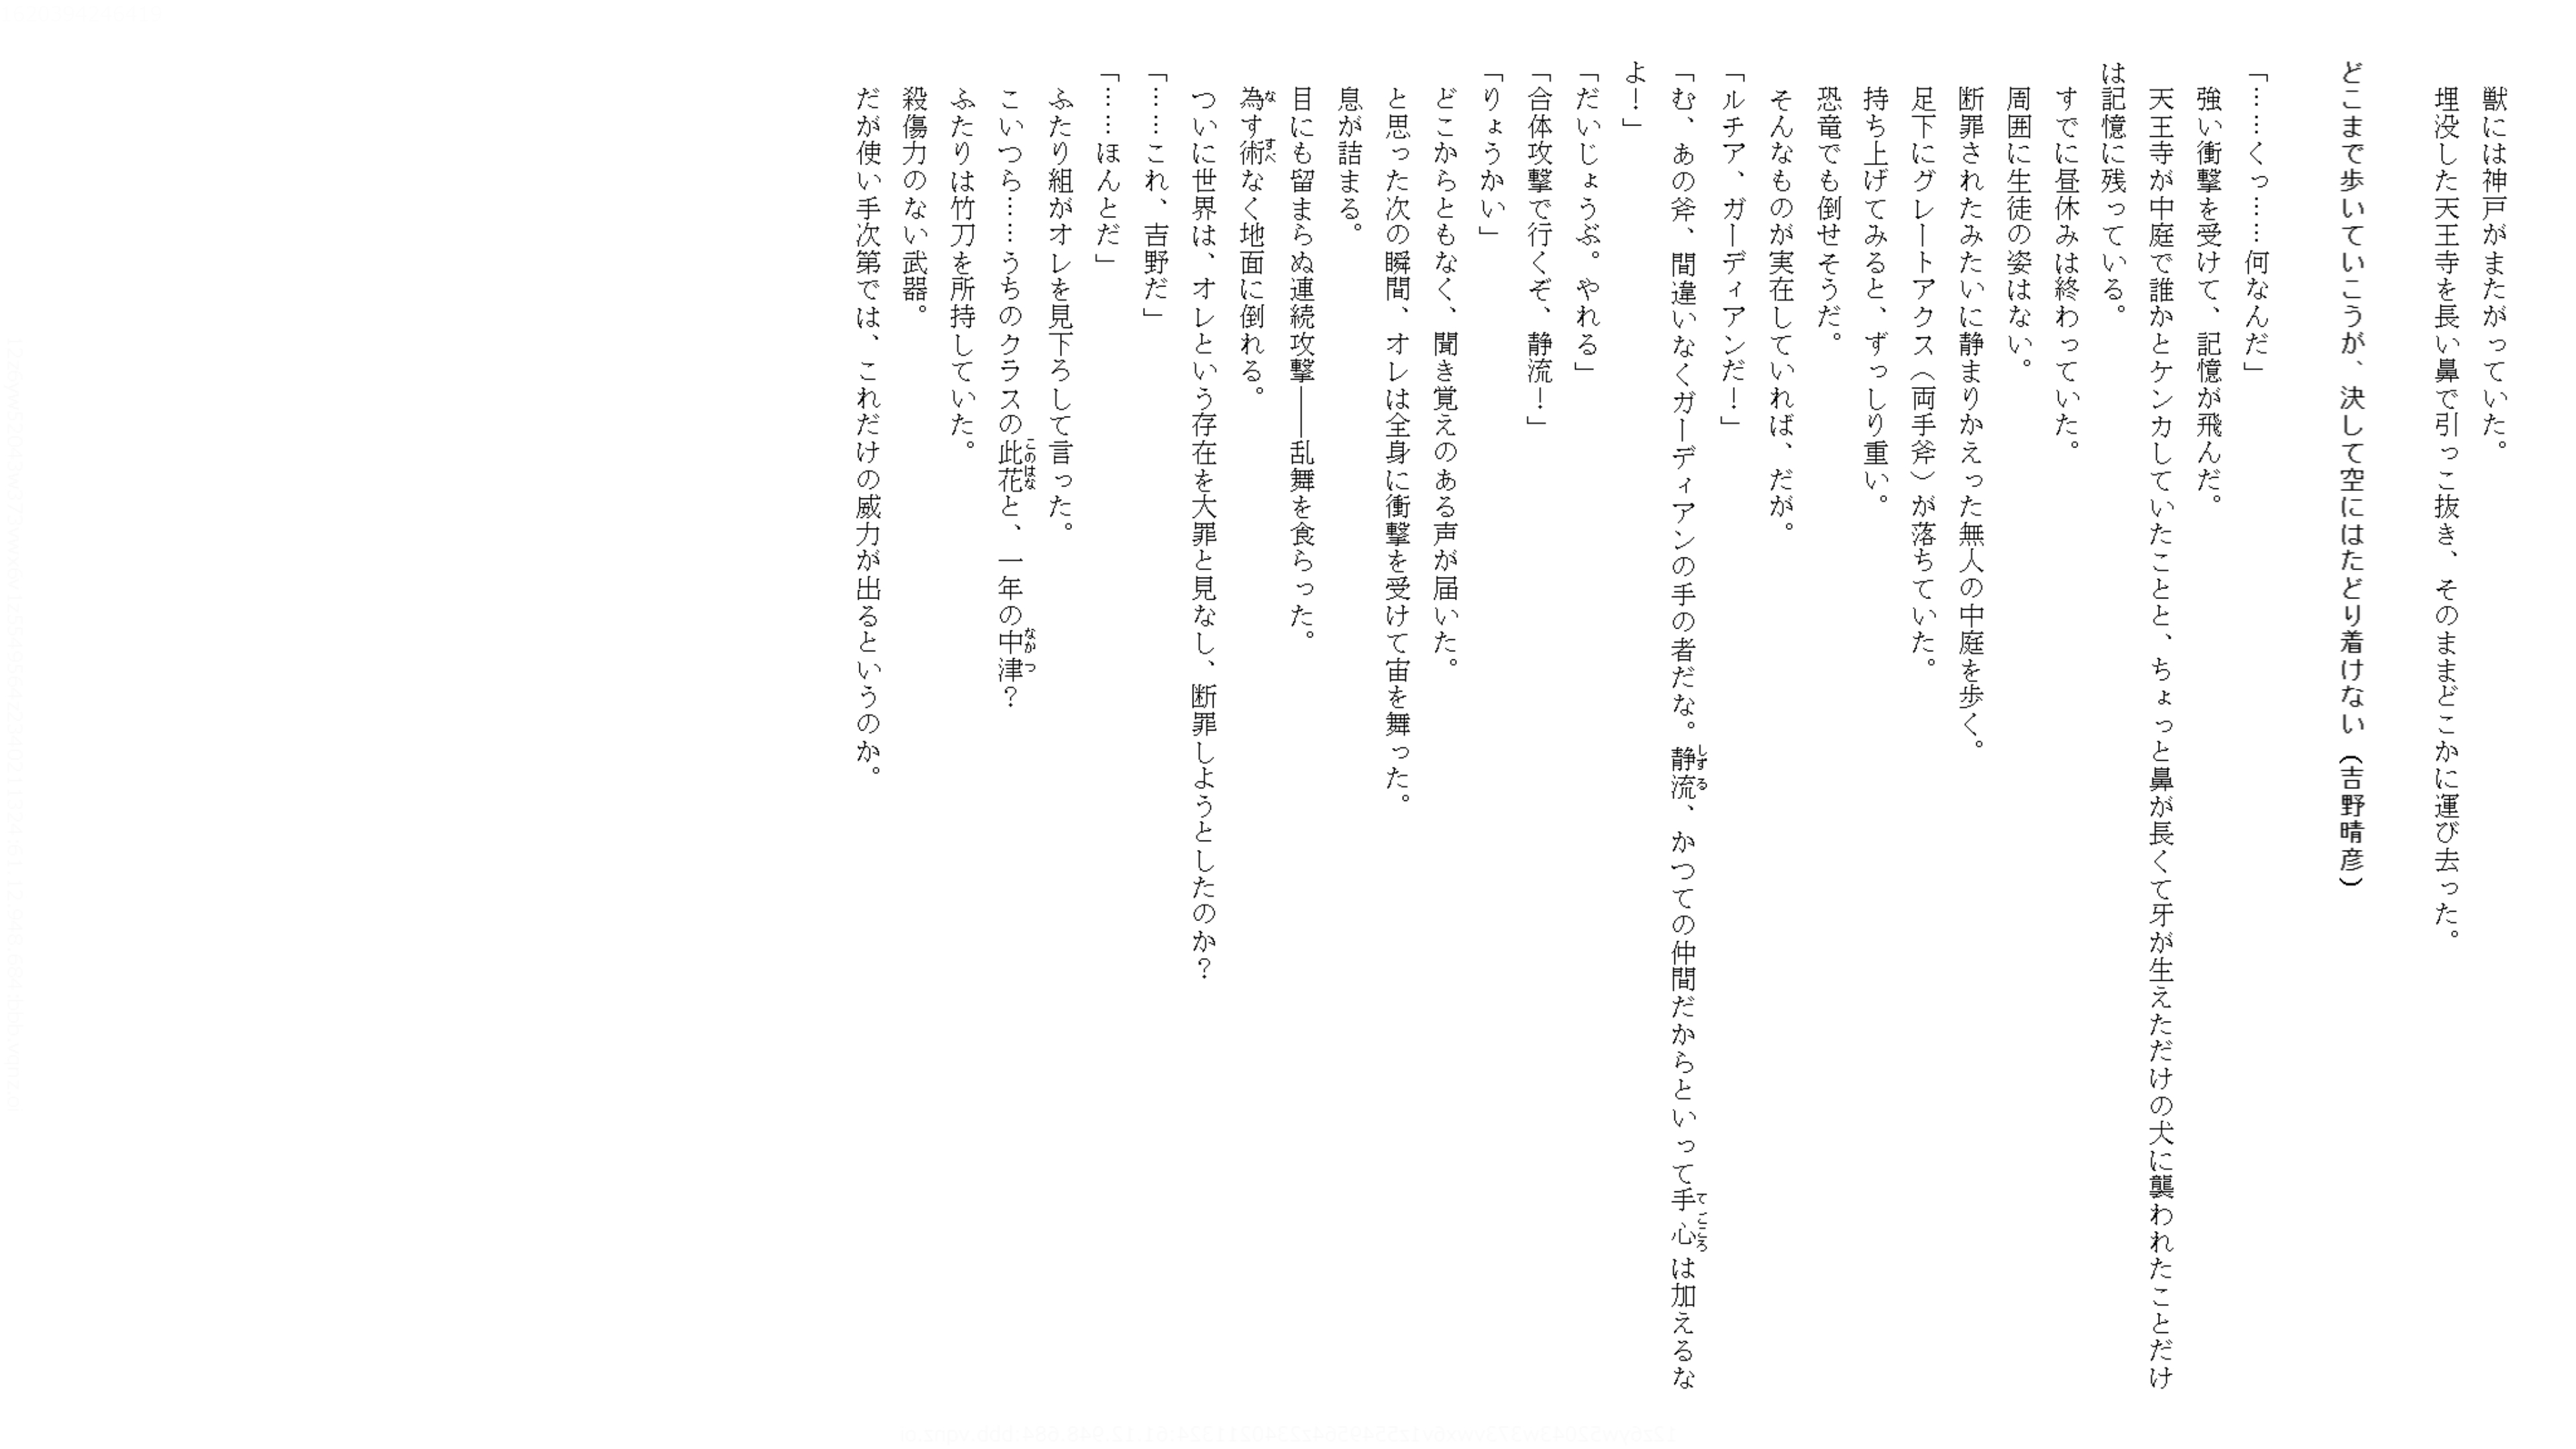 獣には神戸がまたがっていた。
埋没した天王寺を長い鼻で引っこ抜き、そのままどこかに運び去った。
どこまで歩いていこうが、決して空にはたどり着けない（吉野晴彦）
「……くっ……何なんだ」
強い衝撃を受けて、記憶が飛んだ。
天王寺が中庭で誰かとケンカしていたことと、ちょっと鼻が長くて牙が生えただけの犬に襲われたことだけ
は記憶に残っている。
すでに昼休みは終わっていた。
周囲に生徒の姿はない。
断罪されたみたいに静まりかえった無人の中庭を歩く。
足下にグレートアクス（両手斧）が落ちていた。
持ち上げてみると、ずっしり重い。
恐竜でも倒せそうだ。
そんなものが実在していれば、だが。
「ルチア、ガーディアンだ！」
「む、あの斧、間違いなくガーディアンの手の者だな。静流、かつての仲間だからといって手心は加えるな
よ！」
「だいじょうぶ。やれる」
「合体攻撃で行くぞ、静流！」
「りょうかい」
どこからともなく、聞き覚えのある声が届いた。
と思った次の瞬間、オレは全身に衝撃を受けて宙を舞った。
息が詰まる。
目にも留まらぬ連続攻撃――乱舞を食らった。
為す術なく地面に倒れる。
ついに世界は、オレという存在を大罪と見なし、断罪しようとしたのか？
「……これ、吉野だ」
「……ほんとだ」
ふたり組がオレを見下ろして言った。
こいつら……うちのクラスの此花と、一年の中津？
ふたりは竹刀を所持していた。
殺傷力のない武器。
だが使い手次第では、これだけの威力が出るというのか。